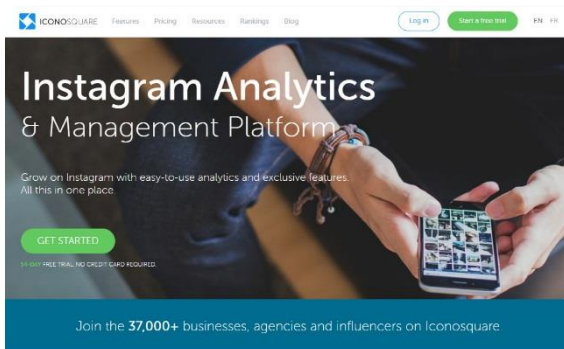 ICONOSQUARE Features Pricing Resources Rankings Blog Log in Start a free trial EN FR
Instagram Analytics
& Management Platform
Grow on Instagram with easy-to-use analytics and exclusive features.
All this in one place.
GET STARTED
14-DAY FREE TRIAL, NO CREDIT CARD REQUIRED.
Join the 37,000+ businesses, agencies and influencers on Iconosquare